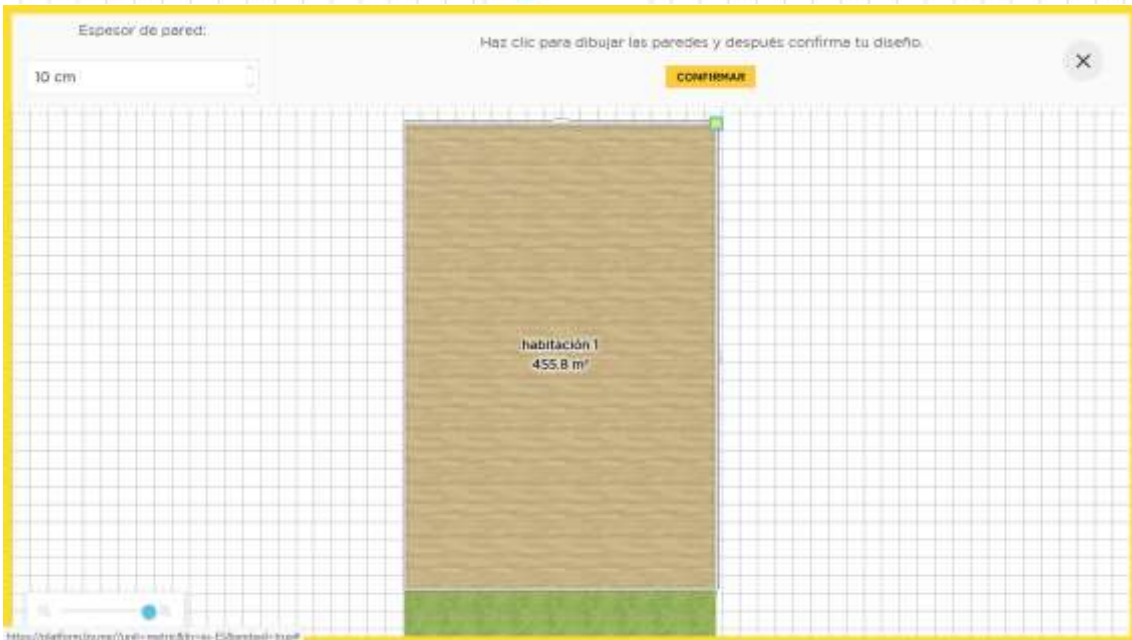 Espesor de pared:
Haz clic para dibujar las paredes y después confirma tu diseño.
10 cm
CONFIRMAR
habitación 1
455.8 m²